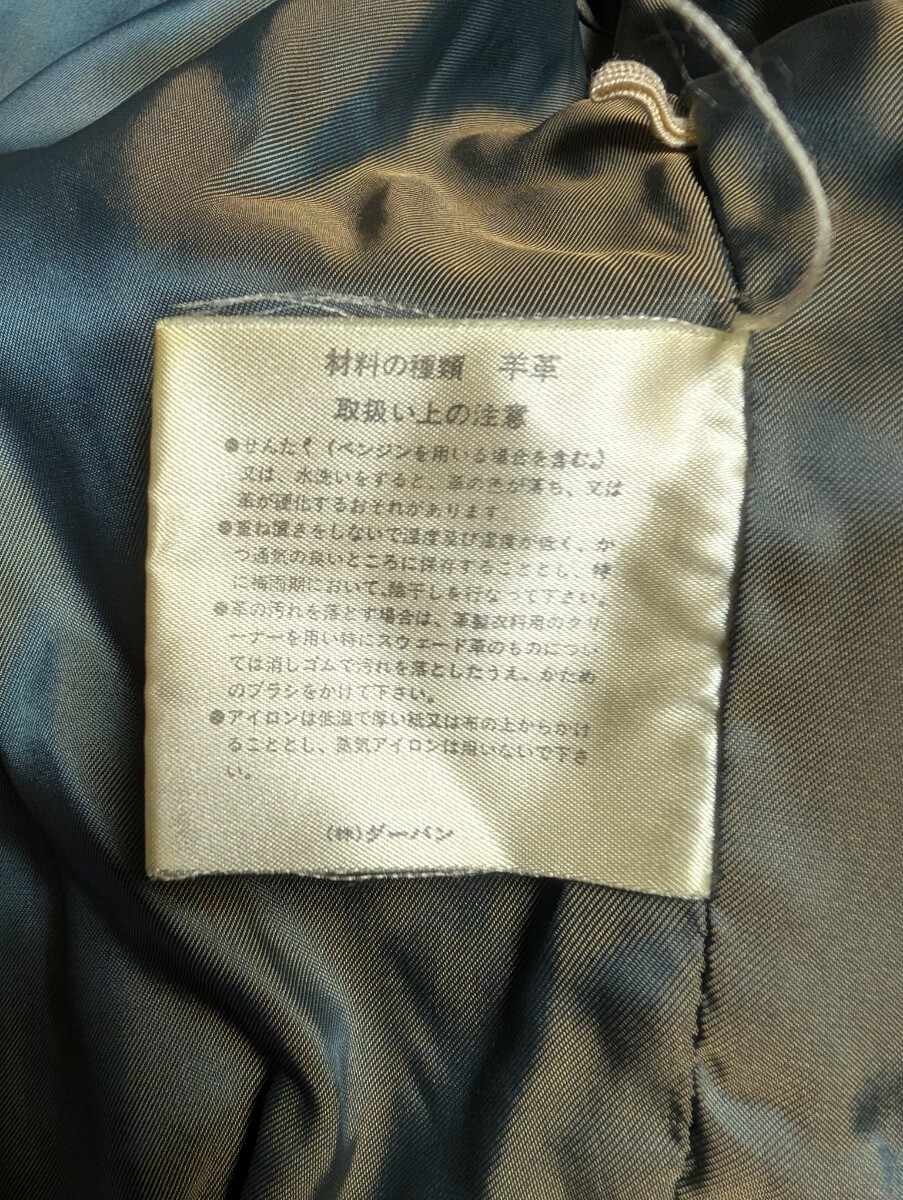 材料の種類　羊革
取扱い上の注意
●せんたく（ベンジンを用いる場合を含む。）
又は、水洗いをすると、革の色が落ち、又は
革が硬化するおそれがあります
●重ね置きをしないで温度及び湿度が低く、か
つ通気の良いところに保存することとし、特
に梅雨期において、陰干しを行なって下さい。
●革の汚れを落とす場合は、革製衣料用のクリ
ーナーを用い特にスウェード革のものについ
ては消しゴムで汚れを落としたうえ、かため
のブラシをかけて下さい。
●アイロンは低温で厚い紙又は布の上からかけ
ることとし、蒸気アイロンは用いないで下さ
い。
（株）ダーバン